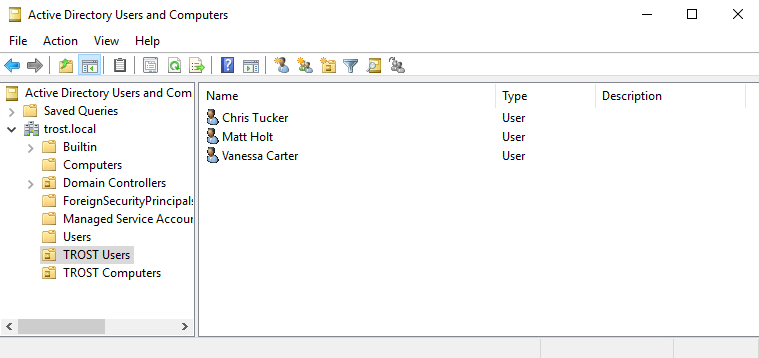 Active Directory Users and Computers
File Action View Help
Active Directory Users and Com
Saved Queries
trost.local
Builtin
Computers
Domain Controllers
ForeignSecurityPrincipals
Managed Service Accour
Users
TROST Users
TROST Computers
Name Type Description
Chris Tucker User
Matt Holt User
Vanessa Carter User